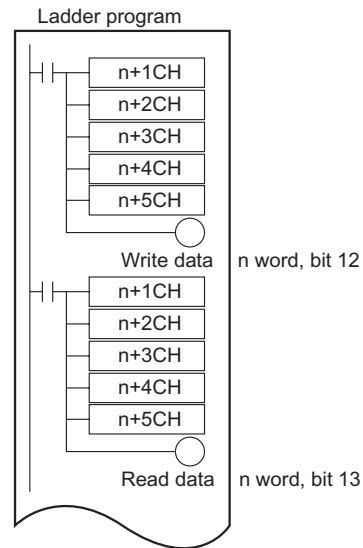 Ladder program
n+1CH
n+2CH
n+3CH
n+4CH
n+5CH
Write data n word, bit 12
n+1CH
n+2CH
n+3CH
n+4CH
n+5CH
Read data n word, bit 13